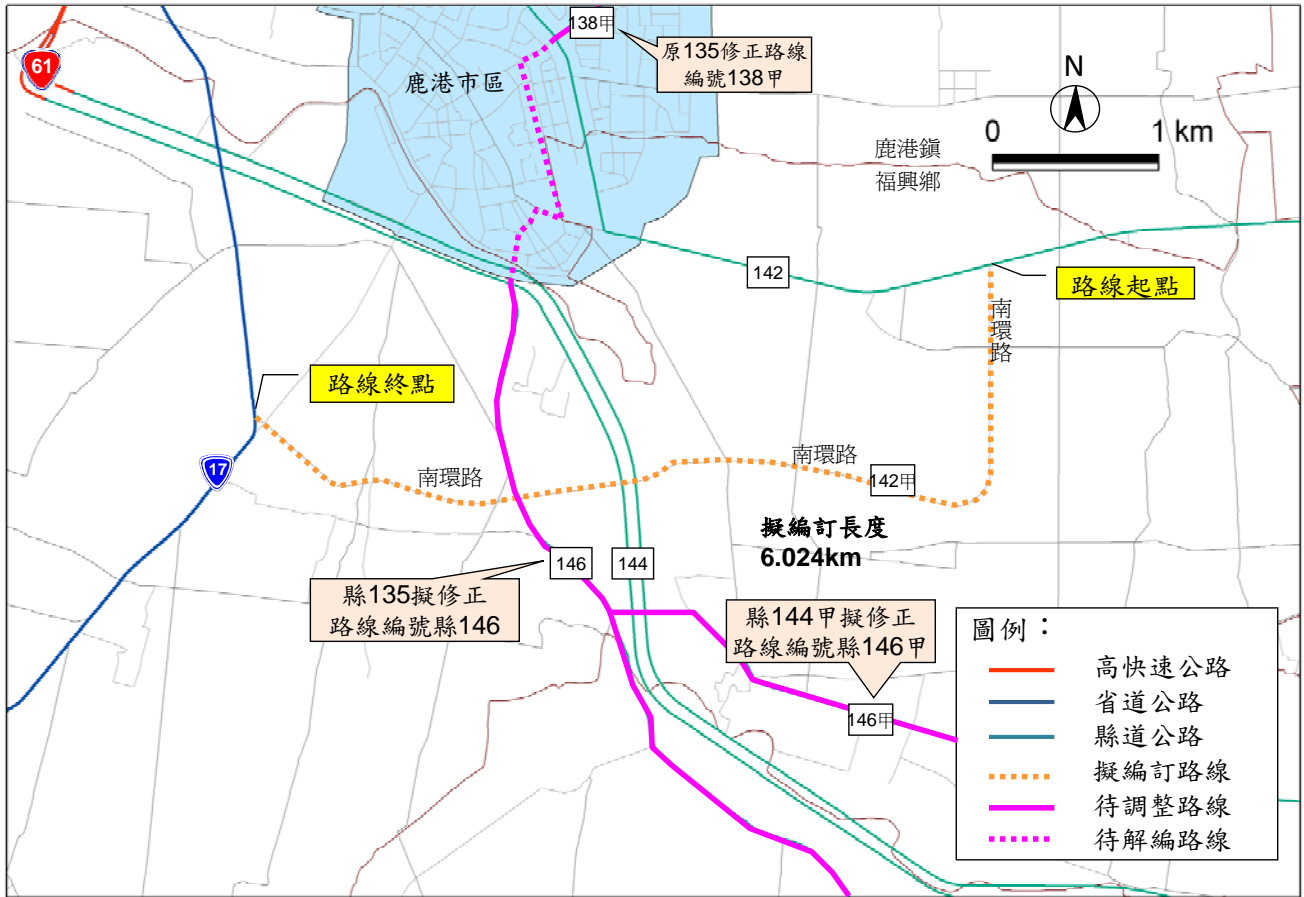 138甲
原135修正路線
編號138甲
61
鹿港市區
N
0 1 km
鹿港鎮
福興鄉
142
路線起點
南環路
路線終點
17
南環路
南環路
142甲
擬編訂長度
6.024km
146
144
縣135擬修正
路線編號縣146
縣144甲擬修正
路線編號縣146甲
146甲
圖例：
高快速公路
省道公路
縣道公路
擬編訂路線
待調整路線
待解編路線